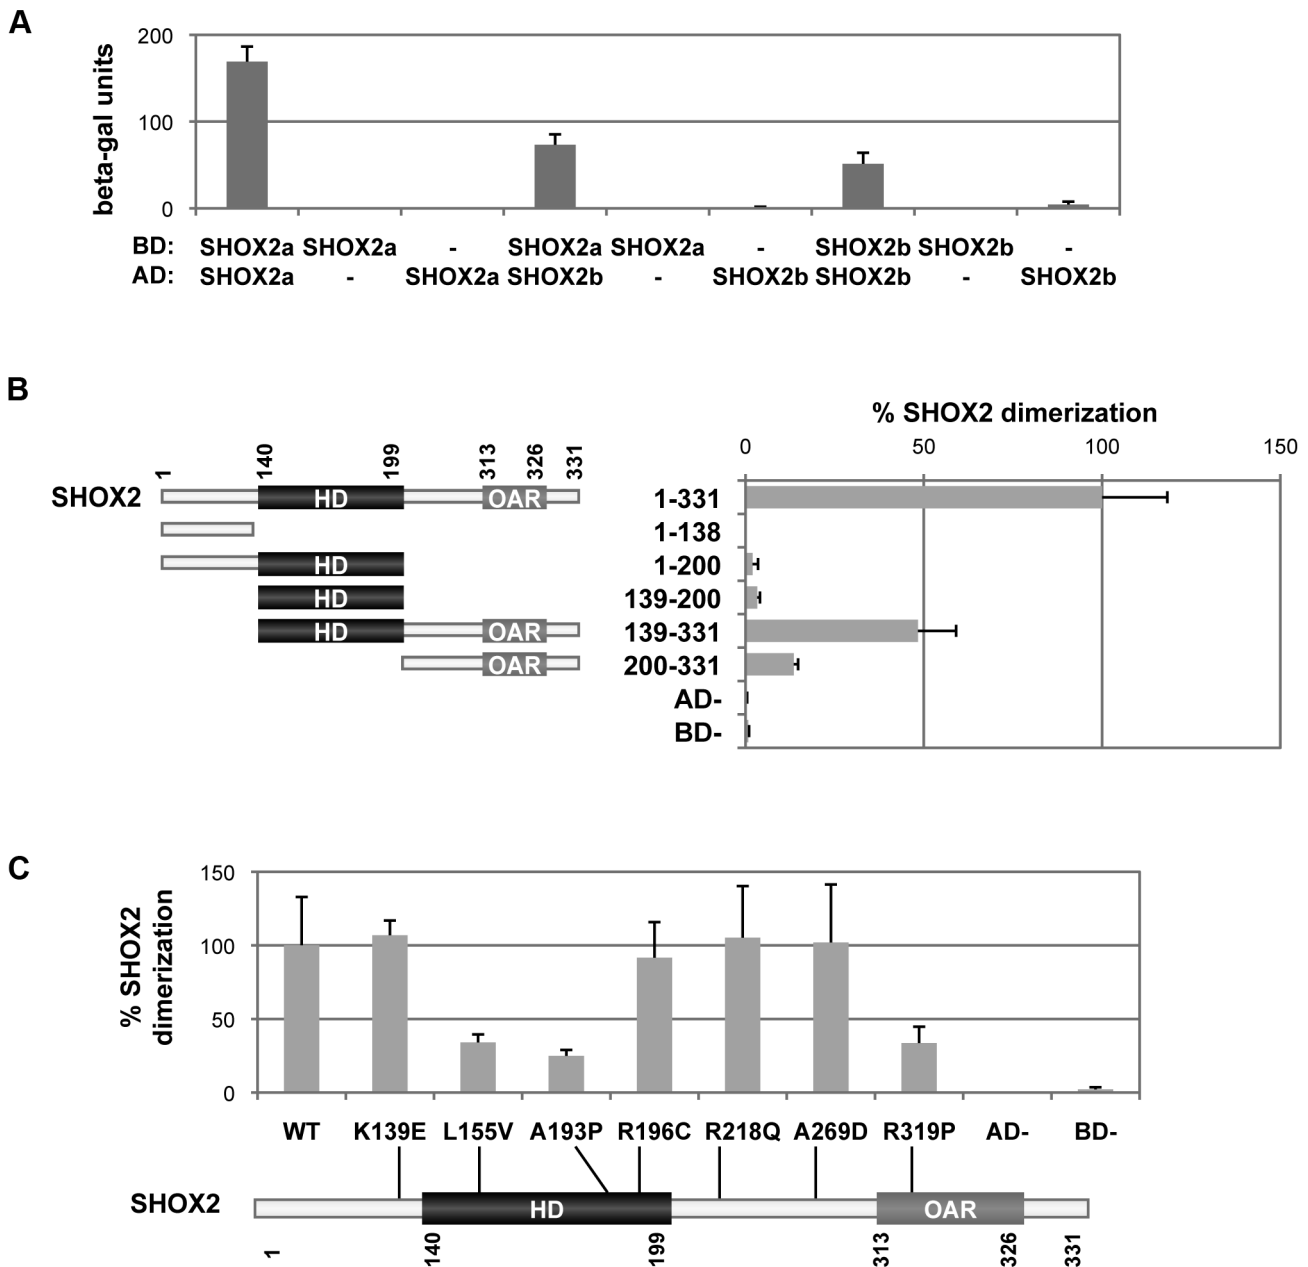 A
beta-gal units
200
100
0
BD: SHOX2a SHOX2a - SHOX2a SHOX2a - SHOX2b SHOX2b -
AD: SHOX2a - SHOX2a SHOX2b - SHOX2b SHOX2b - SHOX2b
B
% SHOX2 dimerization
0 50 100 150
1 140 199 313 326 331
SHOX2 HD OAR 1-331
1-138
HD 1-200
HD 139-200
HD OAR 139-331
OAR 200-331
AD-
BD-
C
% SHOX2
dimerization
150
100
50
0
WT K139E L155V A193P R196C R218Q A269D R319P AD- BD-
SHOX2 HD OAR
1 140 199 313 326 331